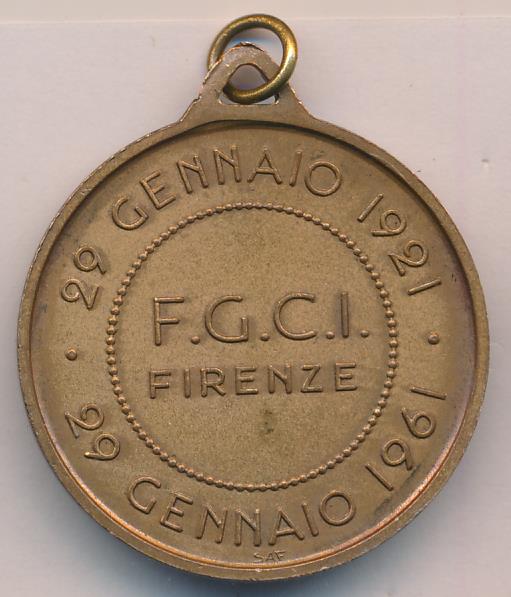 29 GENNAIO 1921
F.G.C.I.
FIRENZE
29 GENNAIO 1961
SAF